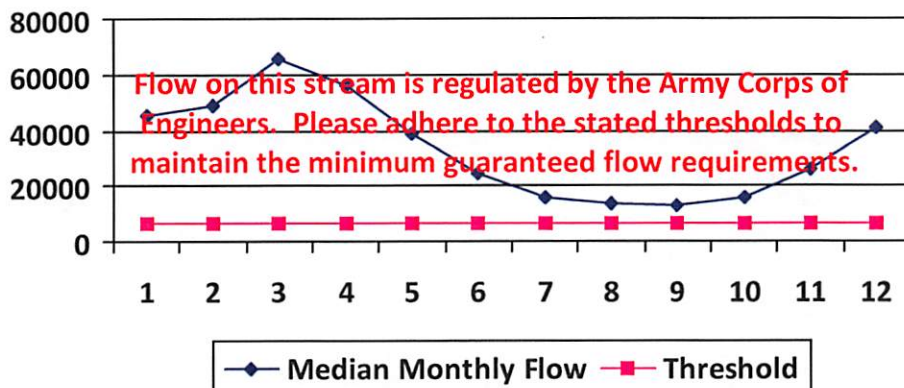 80000
60000
40000
20000
0
Flow on this stream is regulated by the Army Corps of
Engineers. Please adhere to the stated thresholds to
maintain the minimum guaranteed flow requirements.
1 2 3 4 5 6 7 8 9 10 11 12
Median Monthly Flow Threshold